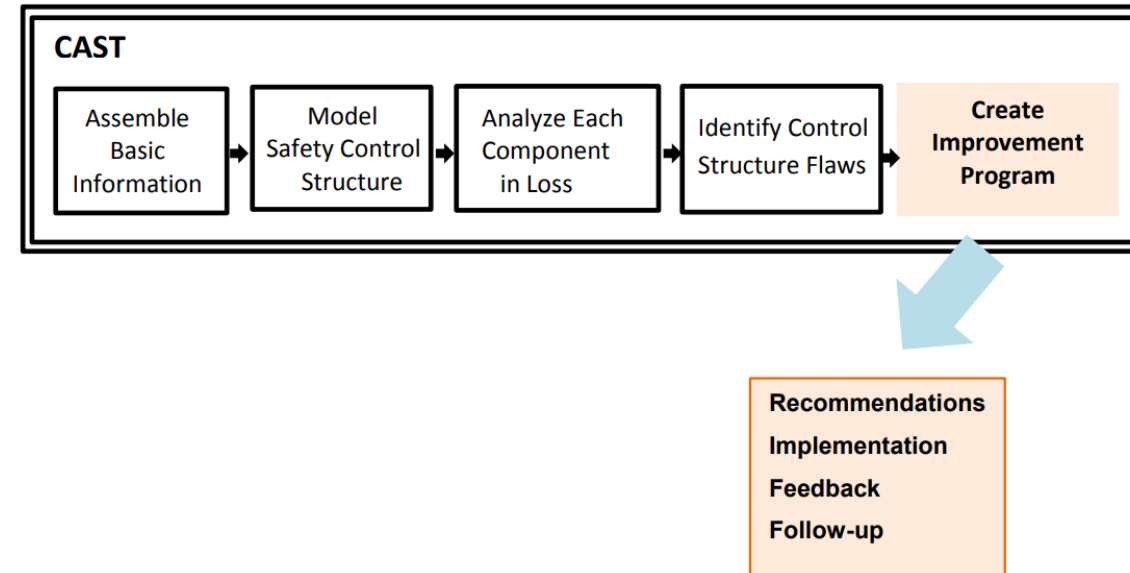 CAST
Assemble
Basic
Information
Model
Safety Control
Structure
Analyze Each
Component
in Loss
Identify Control
Structure Flaws
Create
Improvement
Program
Recommendations
Implementation
Feedback
Follow-up